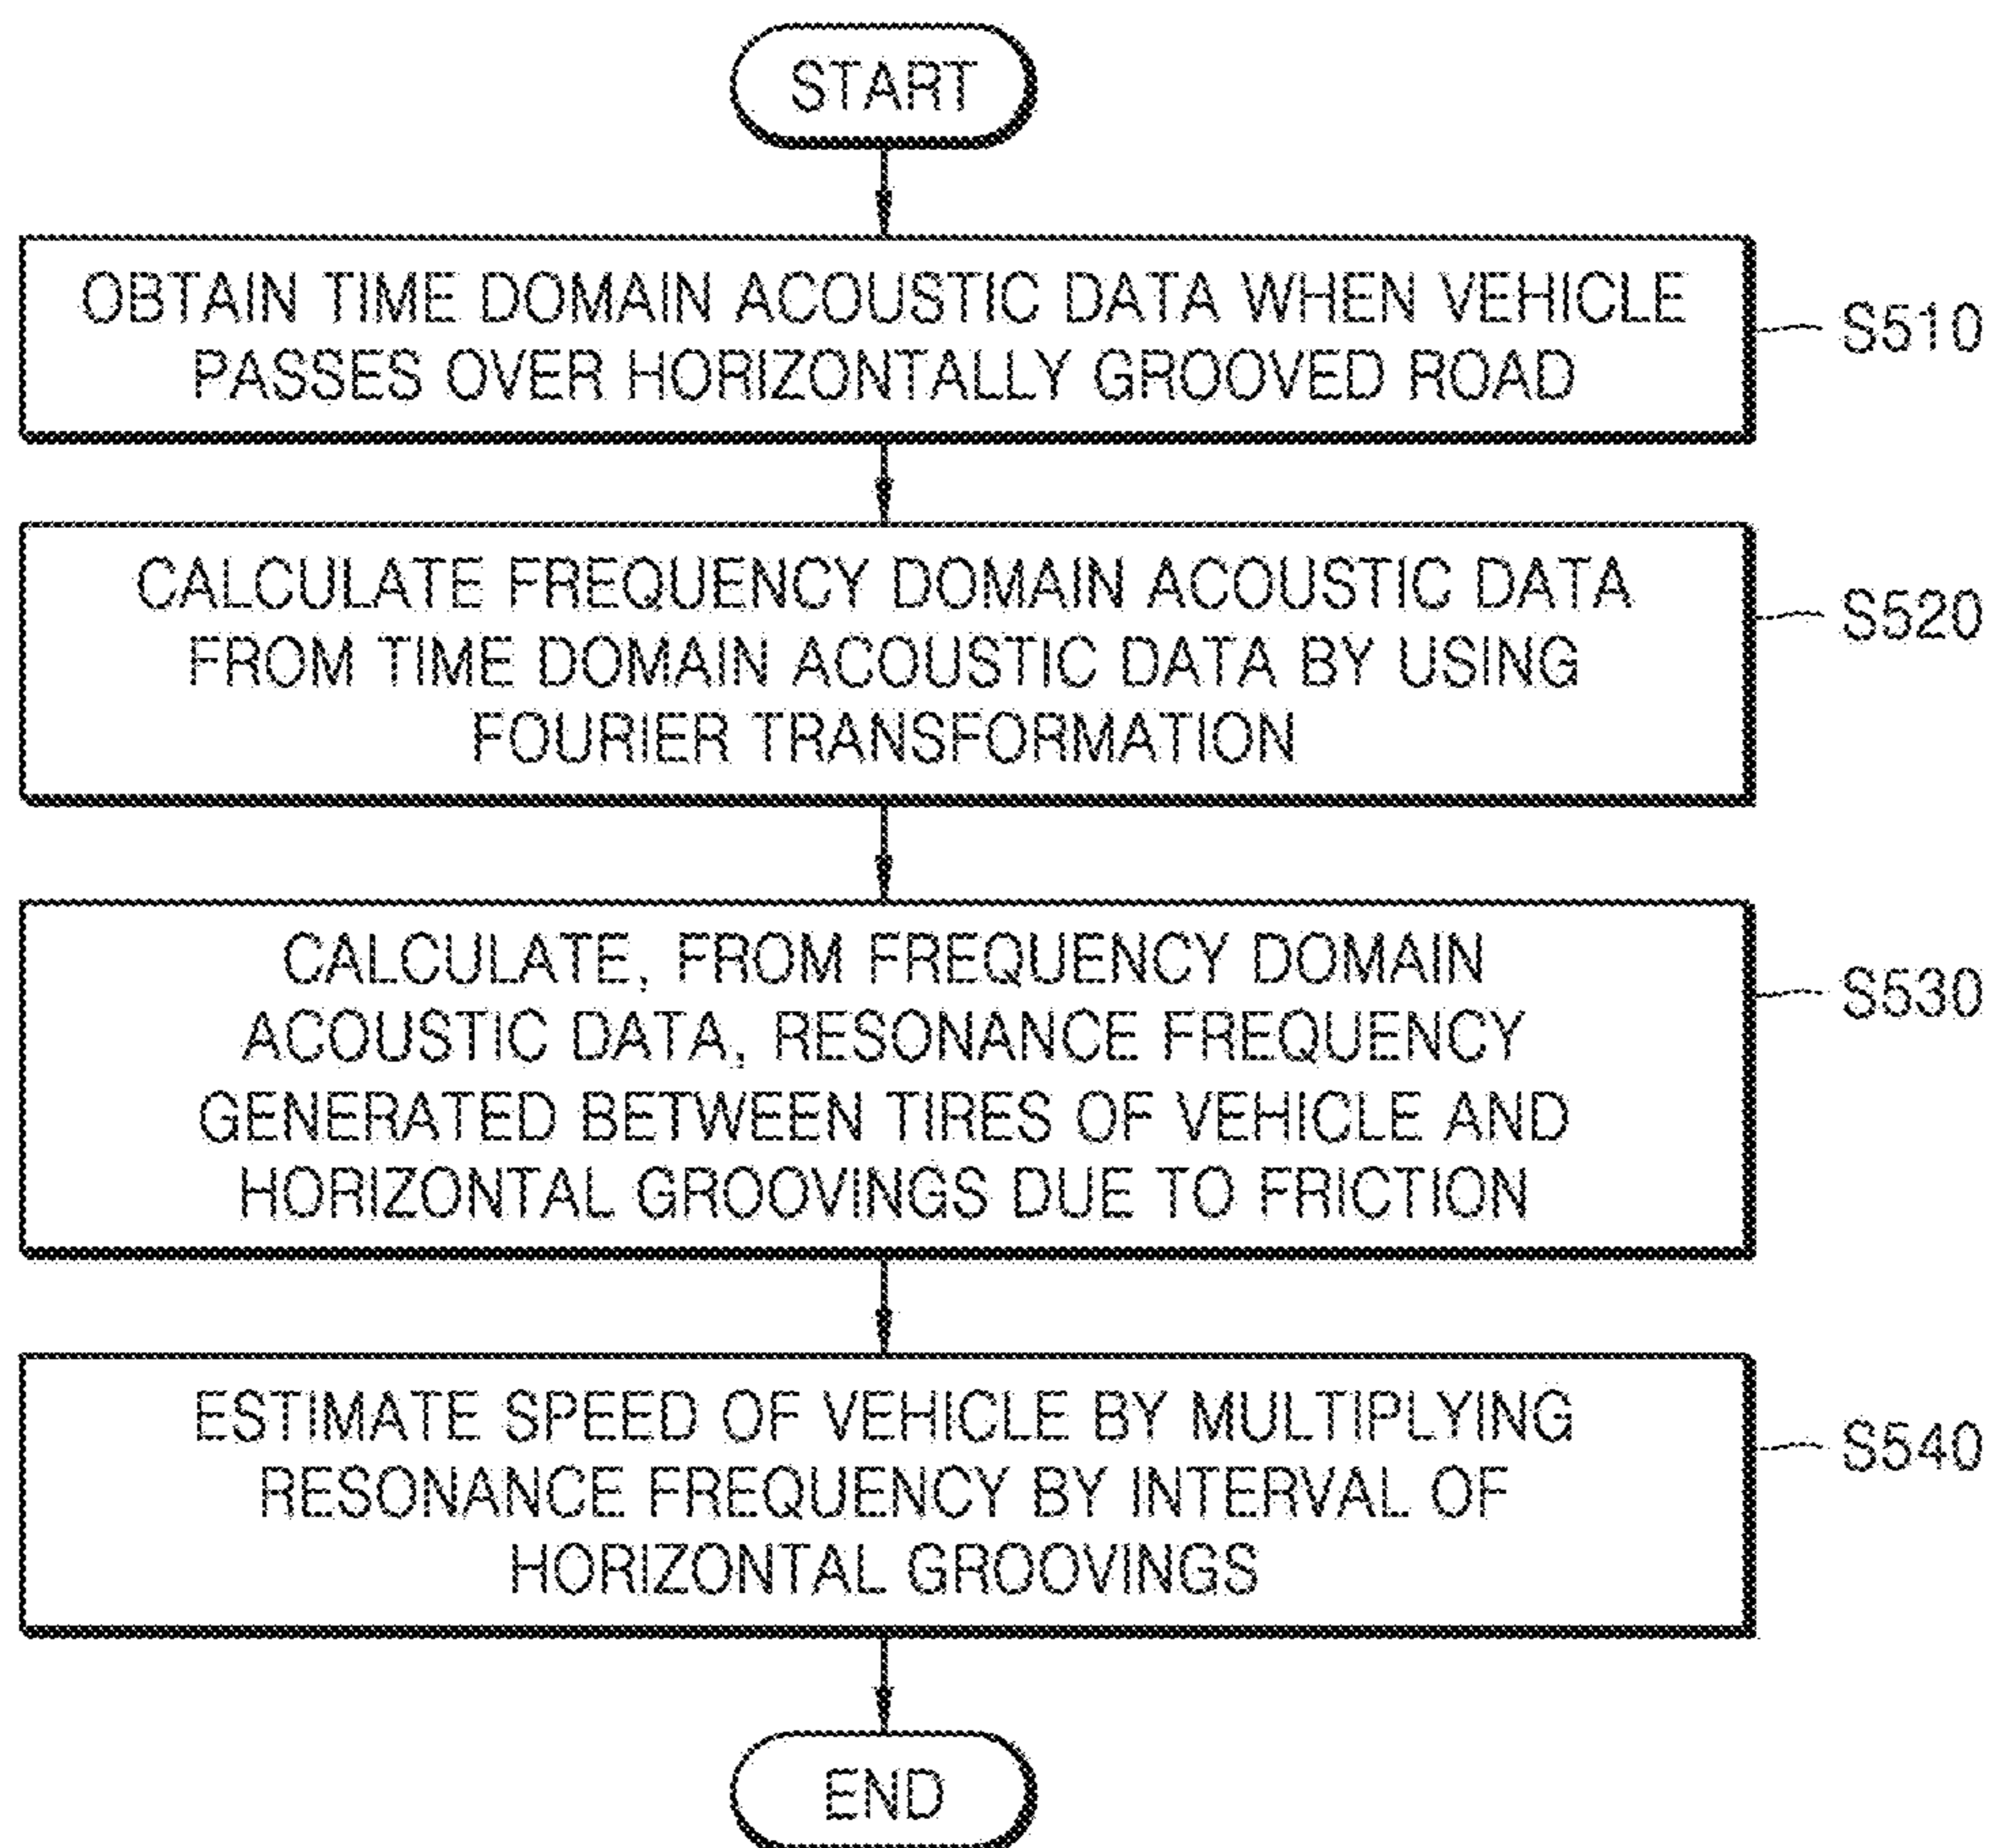 START
OBTAIN TIME DOMAIN ACOUSTIC DATA WHEN VEHICLE
PASSES OVER HORIZONTALLY GROOVED ROAD
S510
CALCULATE FREQUENCY DOMAIN ACOUSTIC DATA
FROM TIME DOMAIN ACOUSTIC DATA BY USING
FOURIER TRANSFORMATION
S520
CALCULATE, FROM FREQUENCY DOMAIN
ACOUSTIC DATA, RESONANCE FREQUENCY
GENERATED BETWEEN TIRES OF VEHICLE AND
HORIZONTAL GROOVINGS DUE TO FRICTION
S530
ESTIMATE SPEED OF VEHICLE BY MULTIPLYING
RESONANCE FREQUENCY BY INTERVAL OF
HORIZONTAL GROOVINGS
S540
END